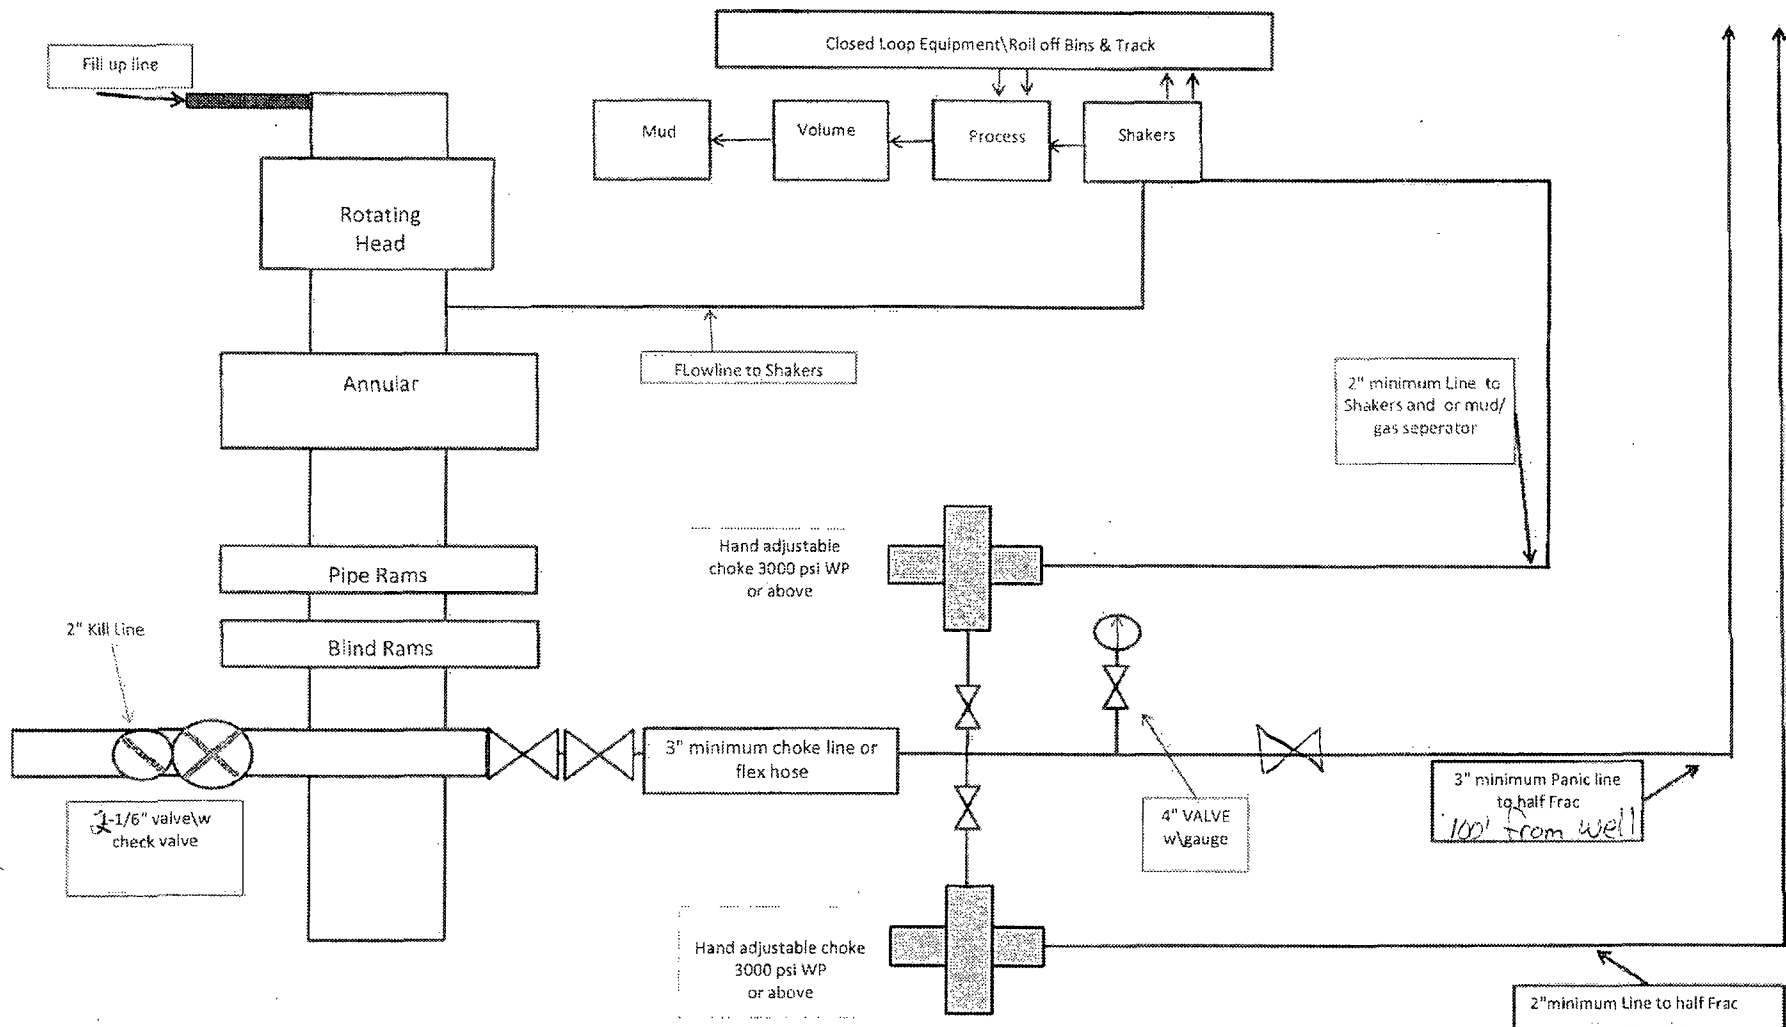 Closed Loop Equipment\Roll off Bins & Track
Fill up line
Mud
Volume
Process
Shakers
Rotating
Head
FLowline to Shakers
Annular
2" minimum Line to
Shakers and or mud/
gas seperator
Hand adjustable
choke 3000 psi WP
or above
Pipe Rams
2" Kill Line
Blind Rams
3" minimum choke line or
flex hose
3" minimum Panic line
to half Frac
100' from well
2-1/6" valve\w
check valve
4" VALVE
w\gauge
Hand adjustable choke
3000 psi WP
or above
2"minimum Line to half Frac